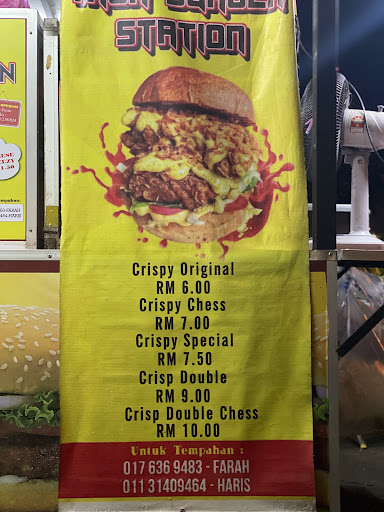 BURGER
STATION
Crispy Original
RM 6.00
Crispy Chess
RM 7.00
Crispy Special
RM 7.50
Crisp Double
RM 9.00
Crisp Double Chess
RM 10.00
Untuk Tempahan :
017 636 9483 - FARAH
011 31409464 - HARIS